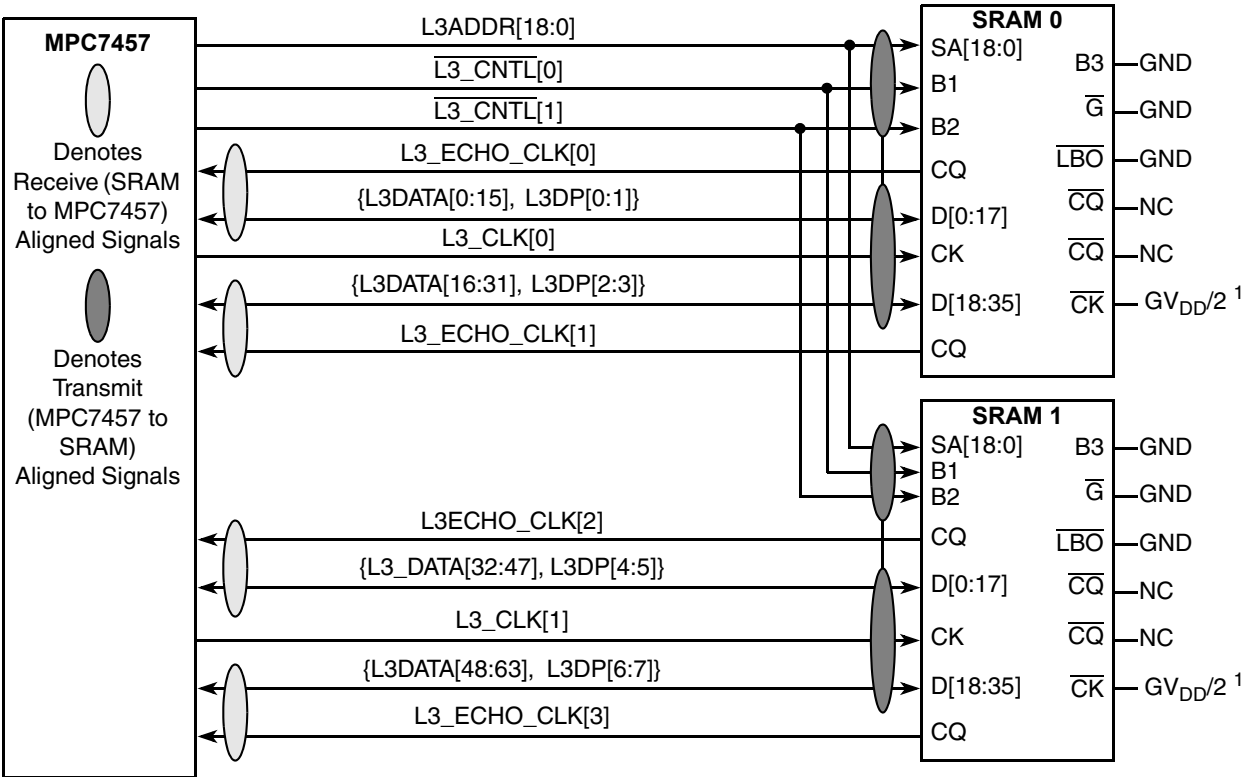 MPC7457
Denotes
Receive (SRAM
to MPC7457)
Aligned Signals
Denotes
Transmit
(MPC7457 to
SRAM)
Aligned Signals
L3ADDR[18:0]
L3_CNTL[0]
L3_CNTL[1]
L3_ECHO_CLK[0]
{L3DATA[0:15], L3DP[0:1]}
L3_CLK[0]
{L3DATA[16:31], L3DP[2:3]}
L3_ECHO_CLK[1]
L3ECHO_CLK[2]
{L3_DATA[32:47], L3DP[4:5]}
L3_CLK[1]
{L3DATA[48:63], L3DP[6:7]}
L3_ECHO_CLK[3]
SRAM 0
SA[18:0]
B1
B2
CQ
D[0:17]
CK
D[18:35]
CQ
B3 GND
G GND
LBO GND
CQ NC
CQ NC
CK GVDD/2 1
SRAM 1
SA[18:0]
B1
B2
CQ
D[0:17]
CK
D[18:35]
CQ
B3 GND
G GND
LBO GND
CQ NC
CQ NC
CK GVDD/2 1